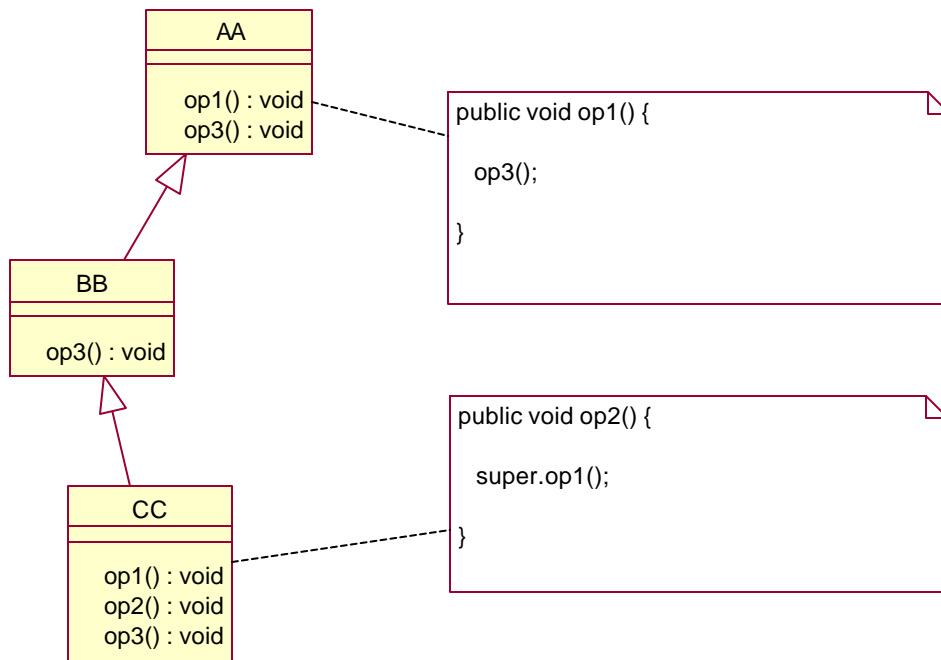 AA
op1() : void
op3() : void
public void op1() {
op3();
}
BB
op3() : void
public void op2() {
super.op1();
}
CC
op1() : void
op2() : void
op3() : void